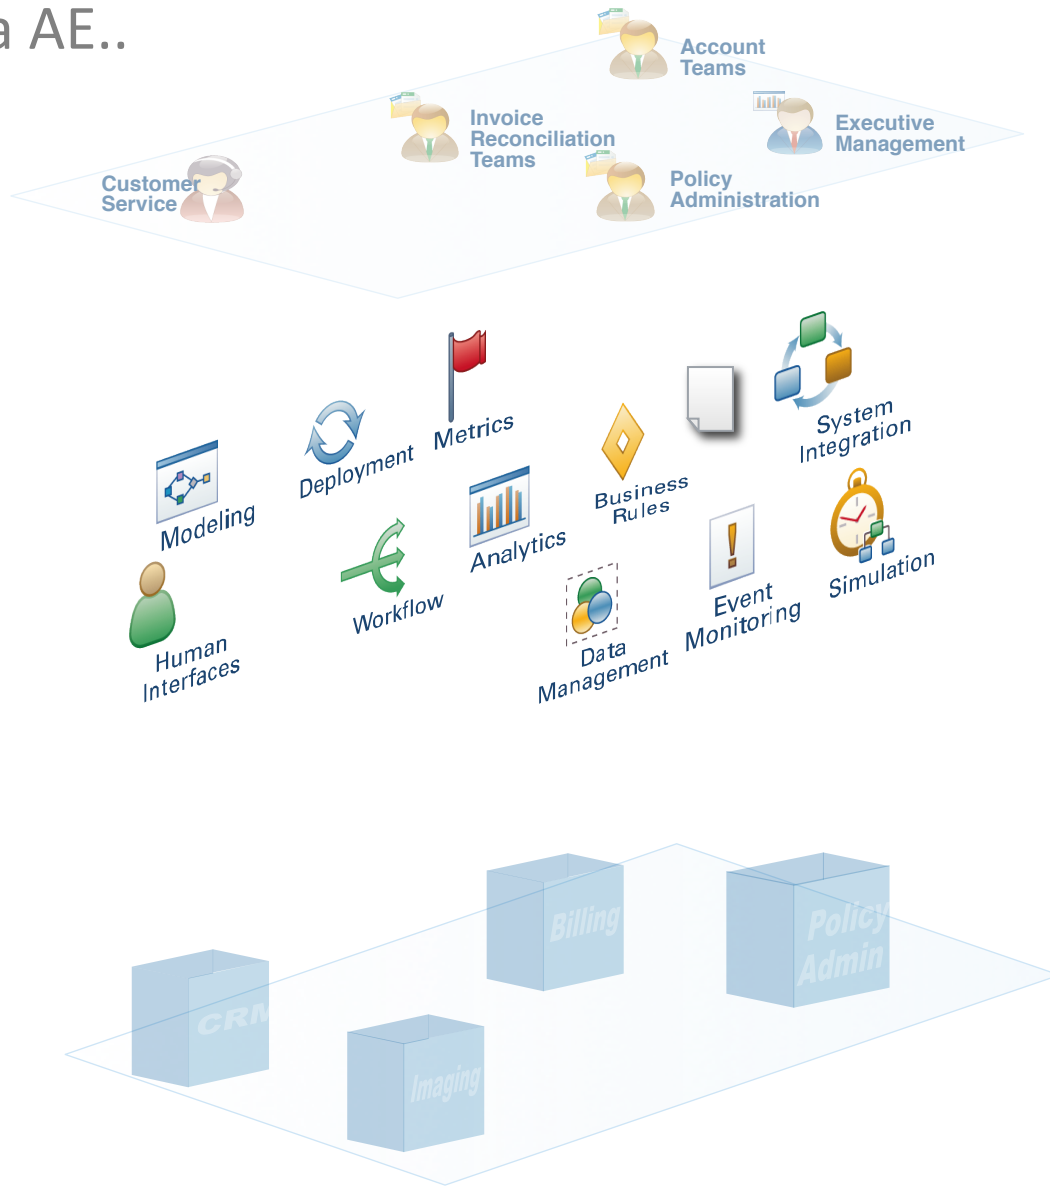 a AE..
Account
Teams
Invoice
Reconciliation
Teams
Executive
Management
Customer
Service
Policy
Administration
Metrics
System
Integration
Deployment
Business
Rules
Modeling
Analytics
Simulation
Workflow
Event
Monitoring
Human
Interfaces
Data
Management
Billing
Policy
Admin
CRM
Imaging